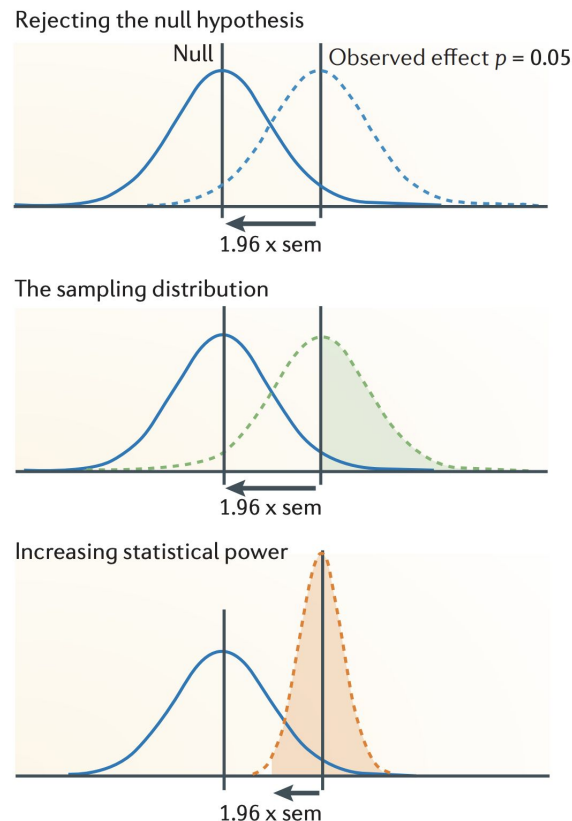 Rejecting the null hypothesis
Null
Observed effect p = 0.05
1.96 x sem
The sampling distribution
1.96 x sem
Increasing statistical power
1.96 x sem